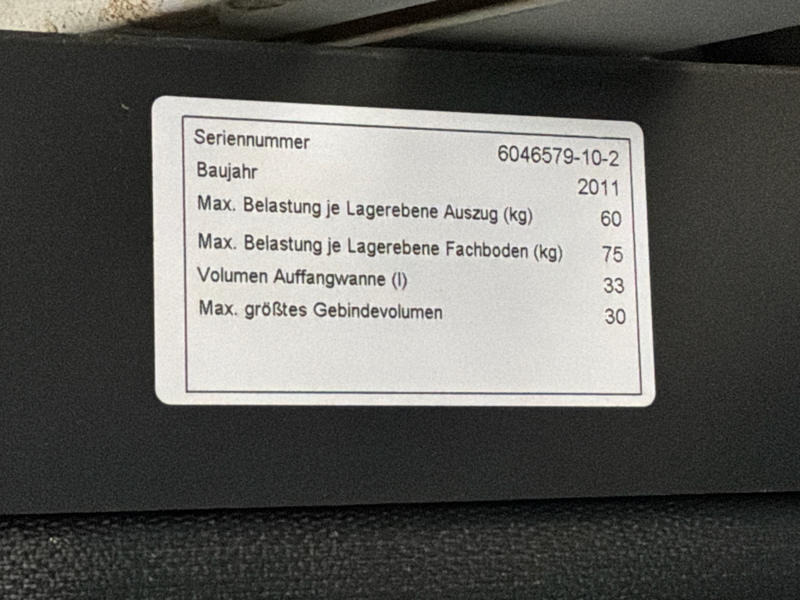 Seriennummer 6046579-10-2
Baujahr 2011
Max. Belastung je Lagerebene Auszug (kg) 60
Max. Belastung je Lagerebene Fachboden (kg) 75
Volumen Auffangwanne (l) 33
Max. größtes Gebindevolumen 30